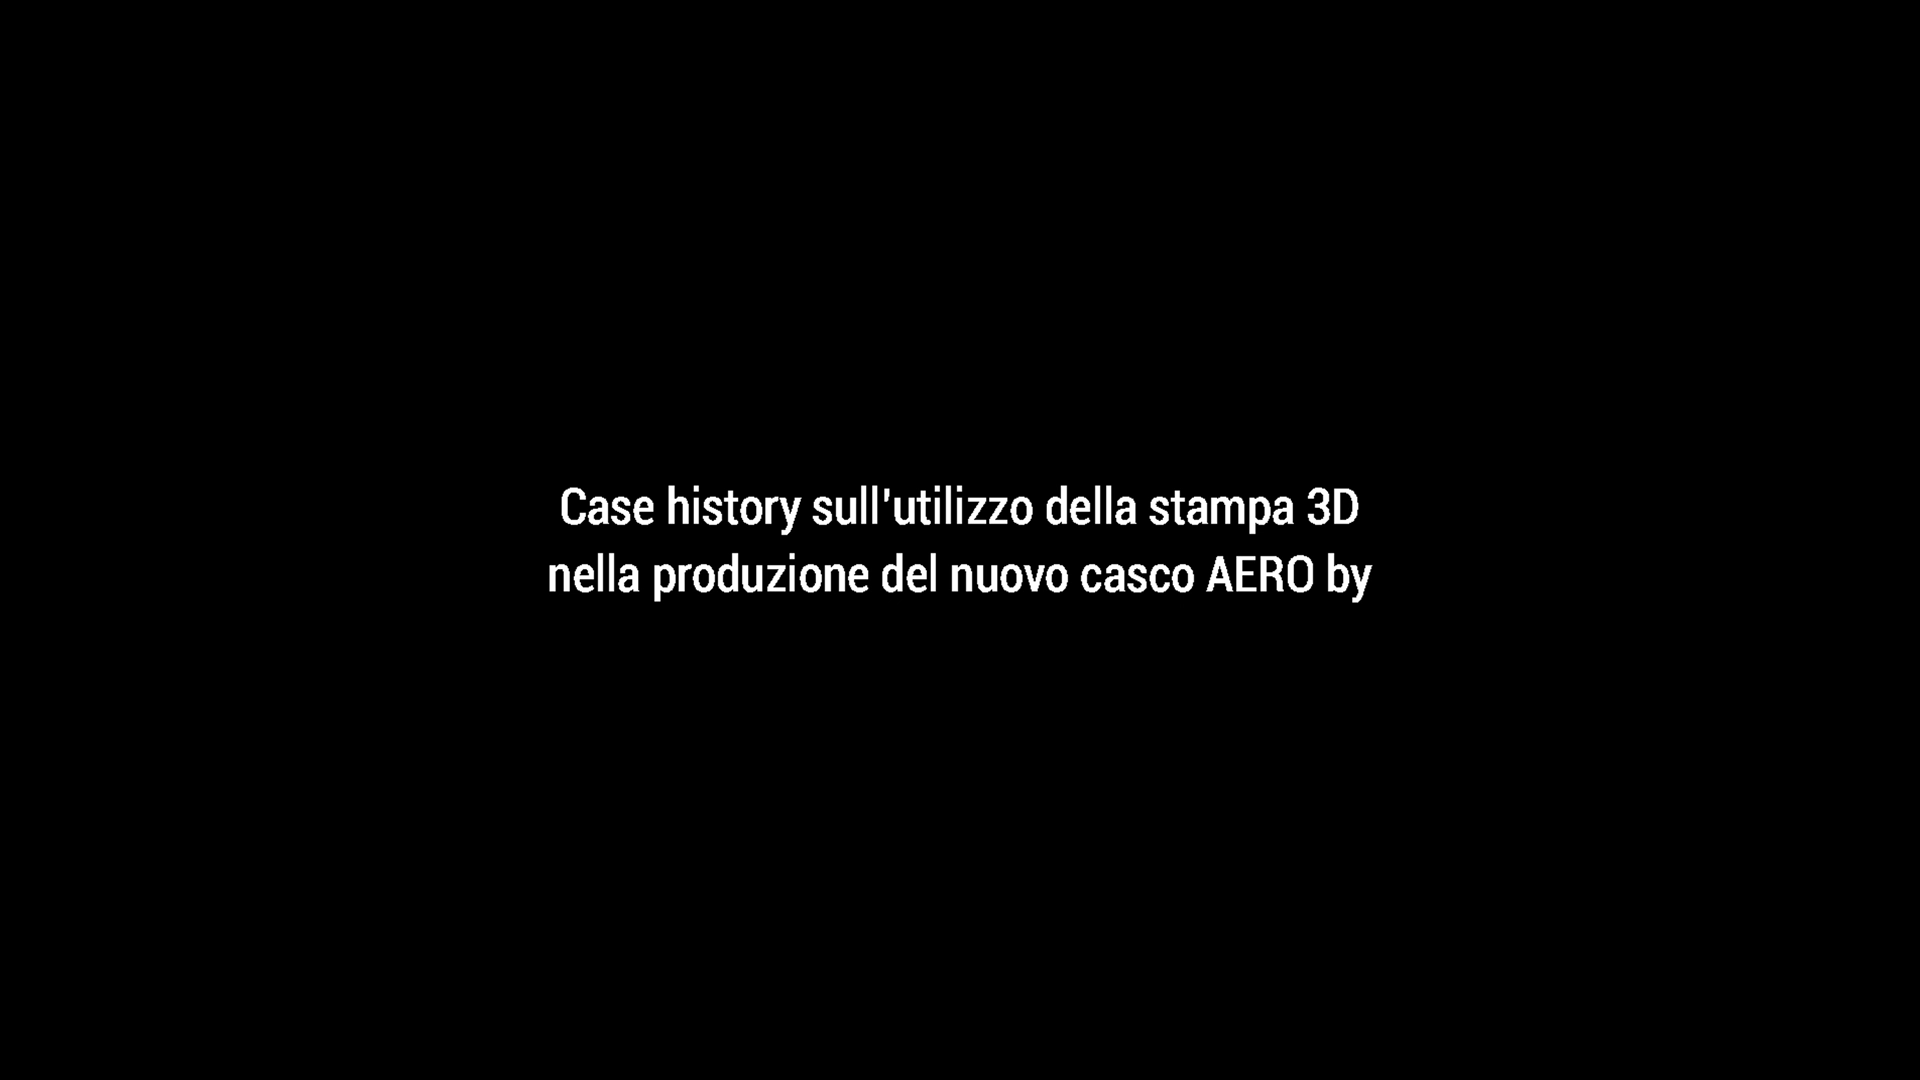 Case history sull'utilizzo della stampa 3D
nella produzione del nuovo casco AERO by